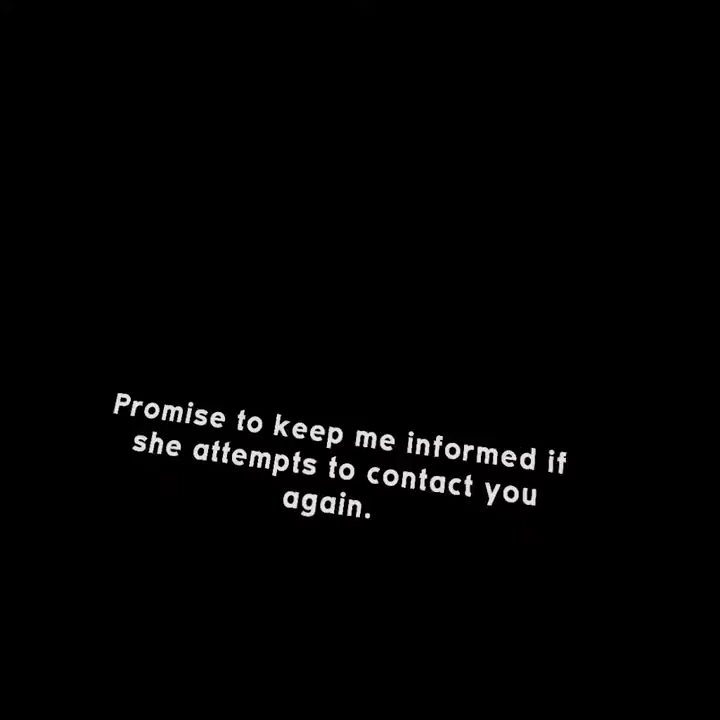 Promise to keep me informed if
she attempts to contact you
again.